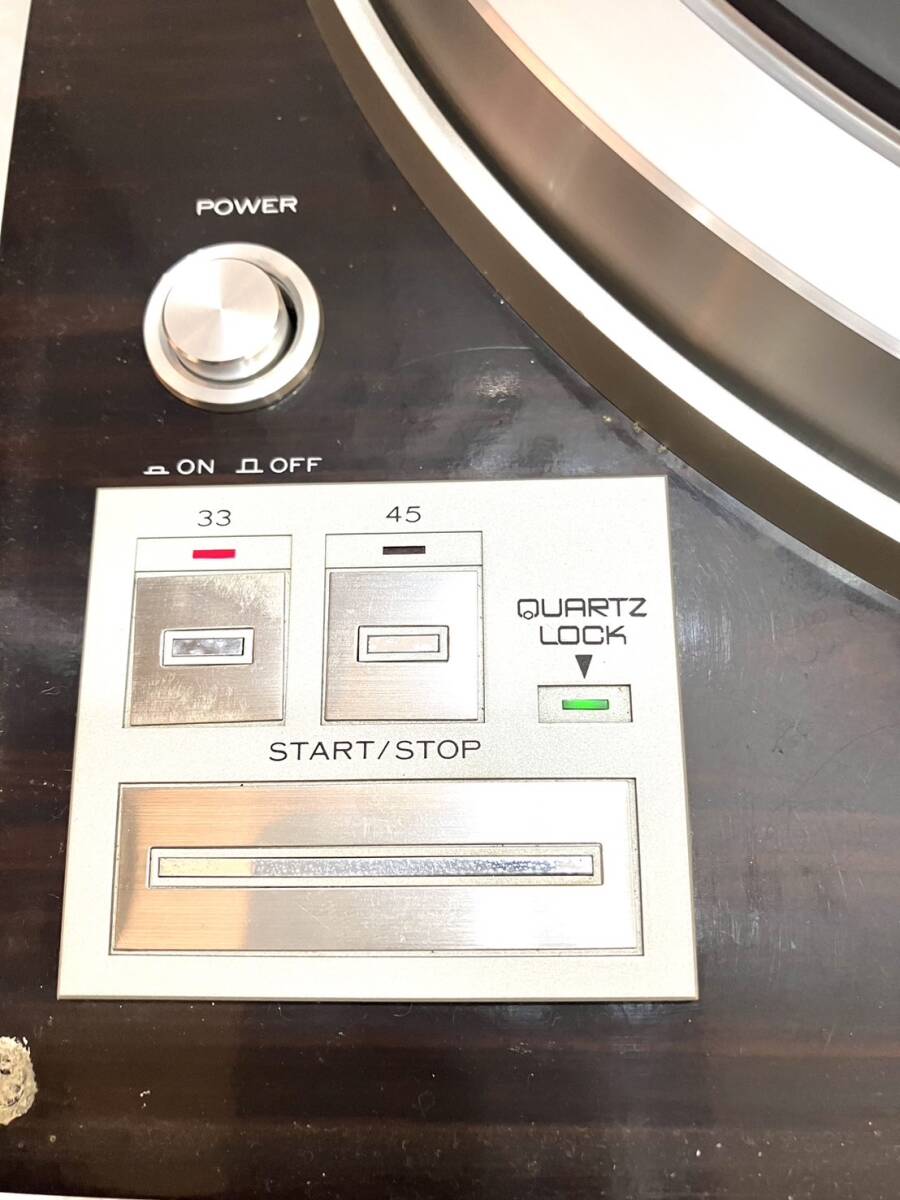 POWER
ON OFF
33 45
QUARTZ
LOCK
START/STOP